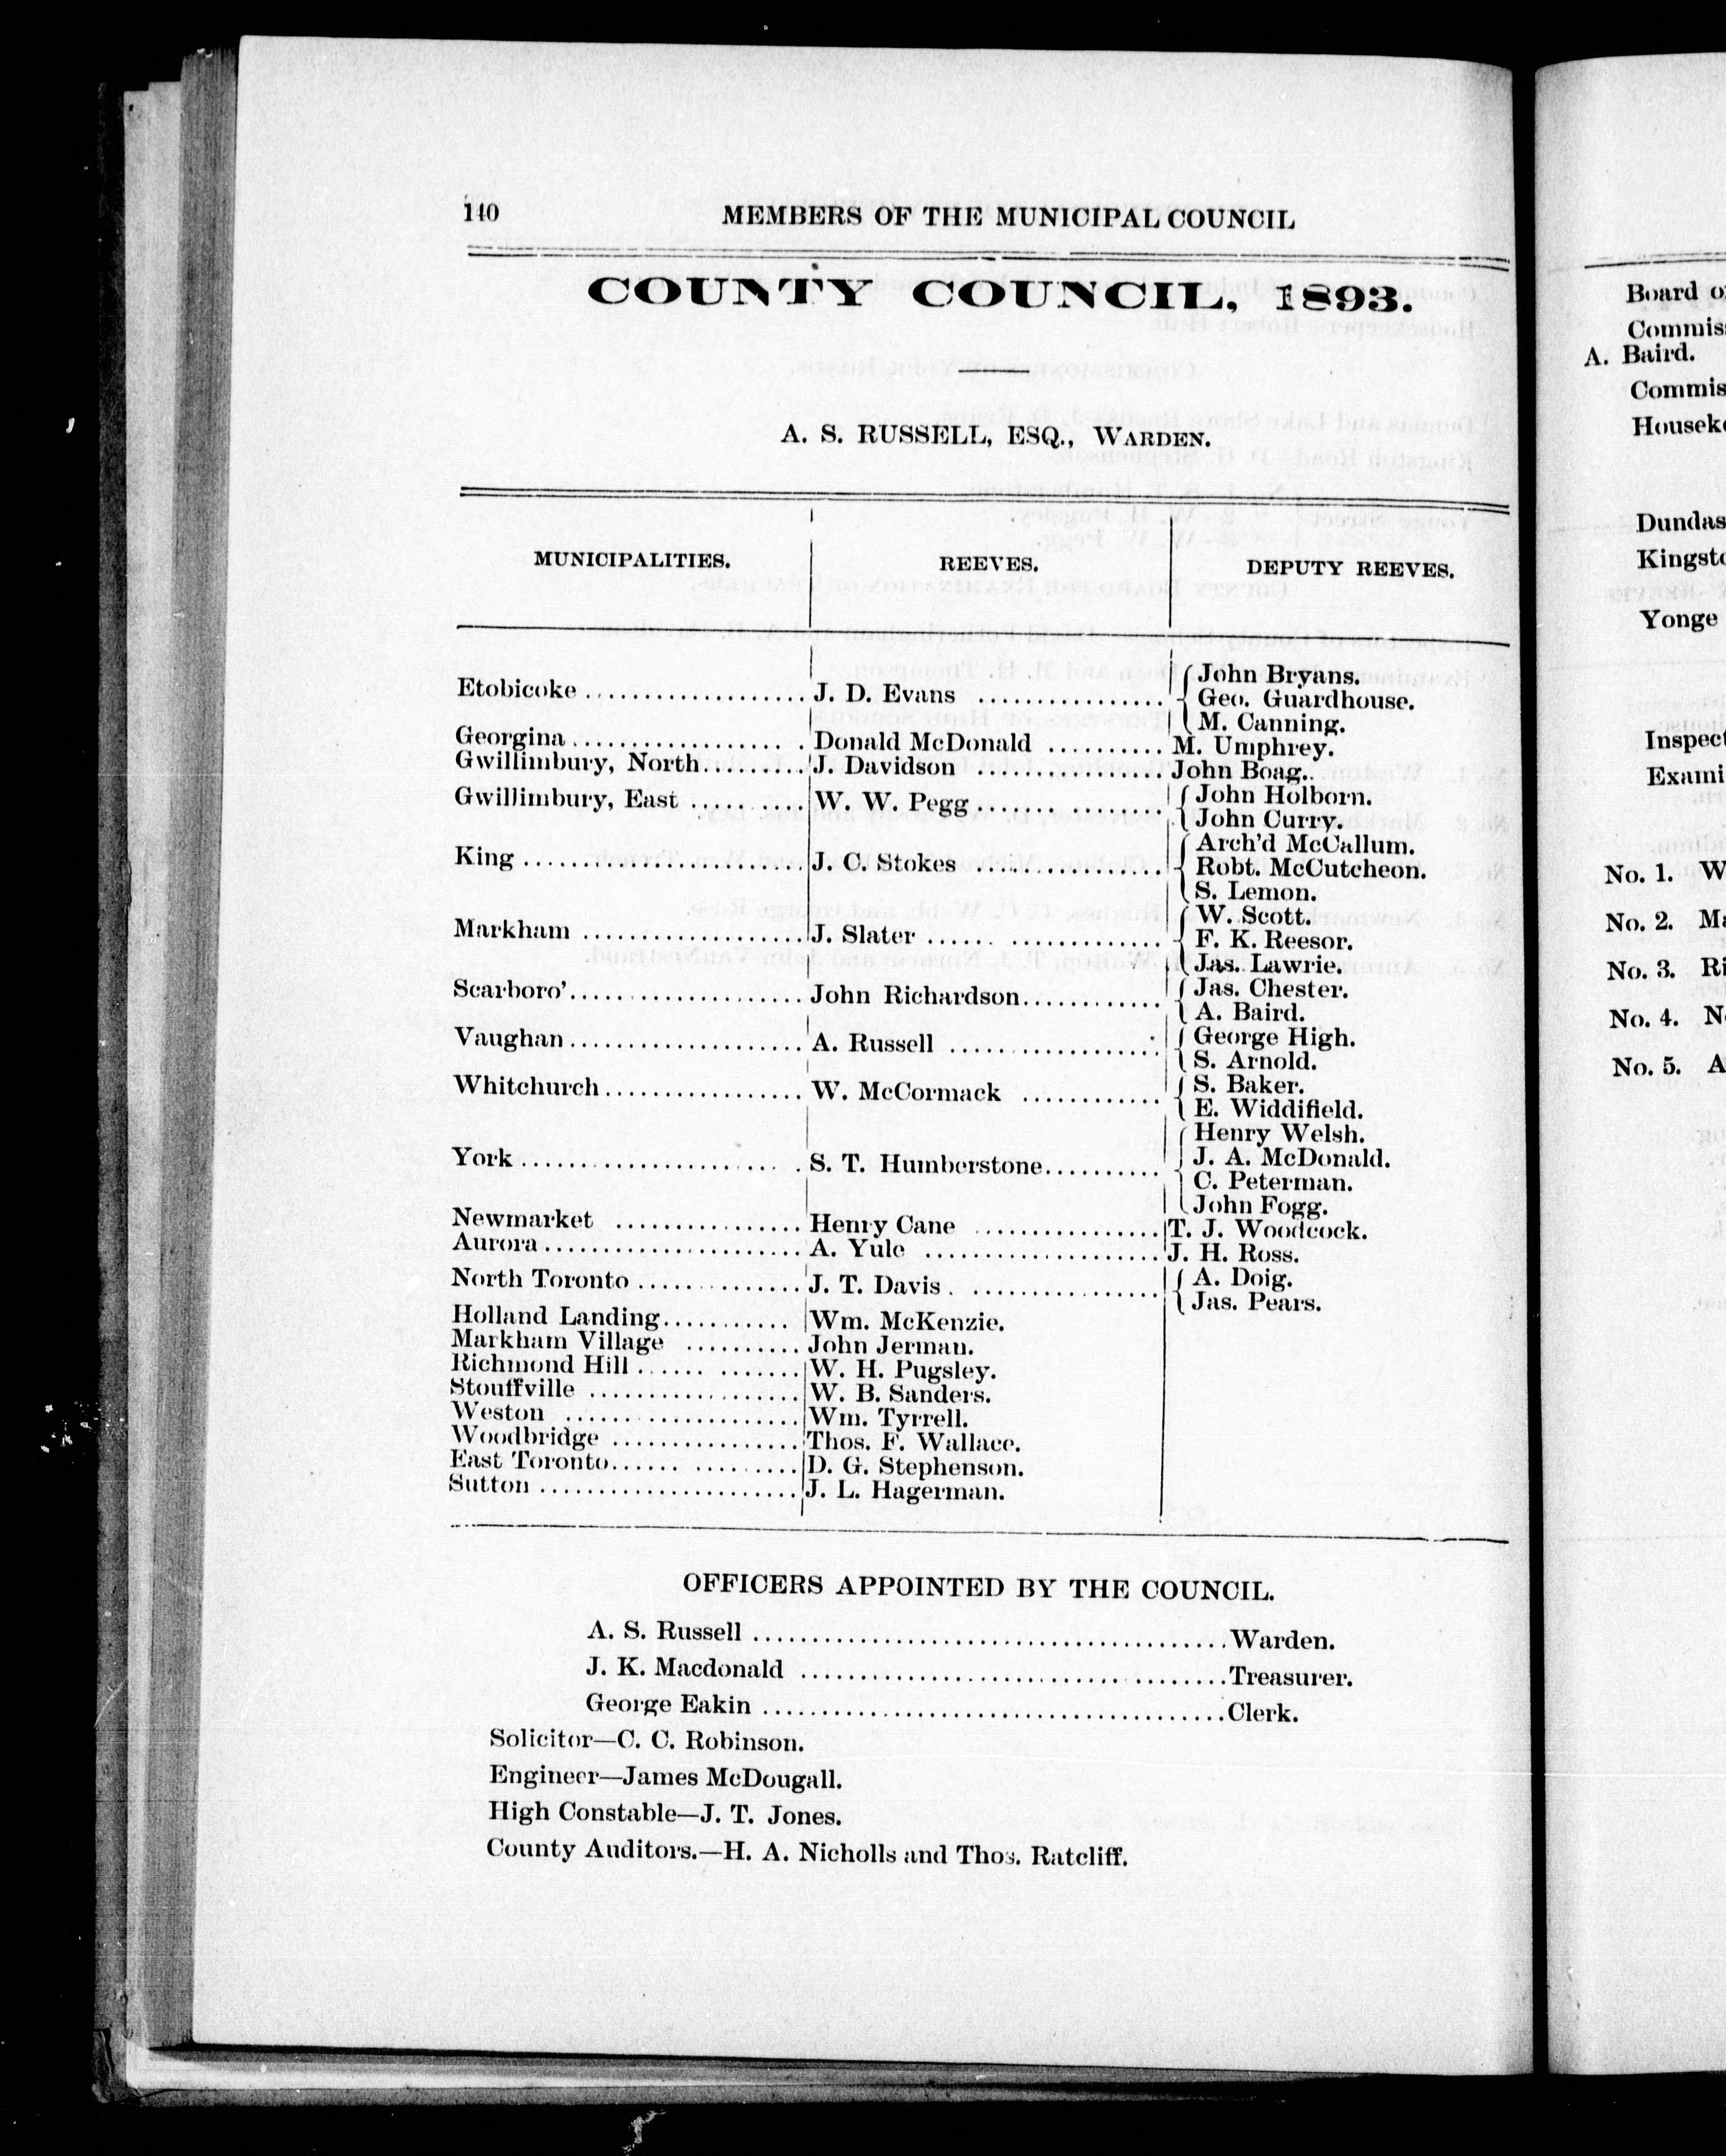 140 MEMBERS OF THE MUNICIPAL COUNCIL
COUNTY COUNCIL, 1893.
A. S. RUSSELL, ESQ., WARDEN.
MUNICIPALITIES. REEVES. DEPUTY REEVES.
Etobicoke .................. J. D. Evans ................ { John Bryans.
Geo. Guardhouse.
M. Canning.
Georgina .................. Donald McDonald .......... M. Umphrey.
Gwillimbury, North......... J. Davidson ................ John Boag.
Gwillimbury, East .......... W. W. Pegg ................ { John Holborn.
John Curry.
King ........................ J. C. Stokes ................ { Arch'd McCallum.
Robt. McCutcheon.
S. Lemon.
Markham ................... J. Slater .................... { W. Scott.
F. K. Reesor.
Jas. Lawrie.
Scarboro'.................... John Richardson............ { Jas. Chester.
A. Baird.
Vaughan .................... A. Russell .................. { George High.
S. Arnold.
Whitchurch ................. W. McCormack ............ { S. Baker.
E. Widdifield.
York ........................ S. T. Humberstone.......... { Henry Welsh.
J. A. McDonald.
C. Peterman.
John Fogg.
Newmarket ................ Henry Cane ................ T. J. Woodcock.
Aurora ...................... A. Yule .................... J. H. Ross.
North Toronto .............. J. T. Davis ................. { A. Doig.
Jas. Pears.
Holland Landing........... Wm. McKenzie.
Markham Village .......... John Jerman.
Richmond Hill ............. W. H. Pugsley.
Stouffville .................. W. B. Sanders.
Weston .................... Wm. Tyrrell.
Woodbridge ................ Thos. F. Wallace.
East Toronto............... D. G. Stephenson.
Sutton ...................... J. L. Hagerman.
OFFICERS APPOINTED BY THE COUNCIL.
A. S. Russell ........................................ Warden.
J. K. Macdonald .................................... Treasurer.
George Eakin ....................................... Clerk.
Solicitor—C. C. Robinson.
Engineer—James McDougall.
High Constable—J. T. Jones.
County Auditors.—H. A. Nicholls and Thos. Ratcliff.
Board
Commis
A. Baird.
Commis
Housek
Dundas
Kingst
Yonge
Inspect
Exami
No. 1. W
No. 2. Ma
No. 3. Ri
No. 4. N
No. 5. A